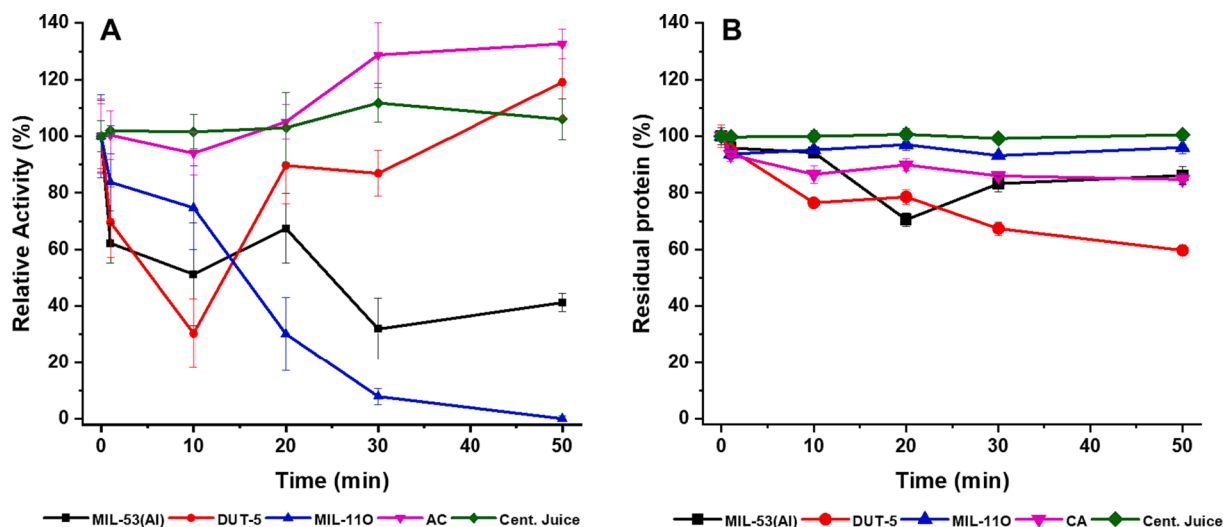 A
Relative Activity (%)
140
120
100
80
60
40
20
0
0 10 20 30 40 50
Time (min)
MIL-53(Al) DUT-5 MIL-11O AC Cent. Juice
B
Residual protein (%)
140
120
100
80
60
40
20
0
0 10 20 30 40 50
Time (min)
MIL-53(Al) DUT-5 MIL-11O CA Cent. Juice